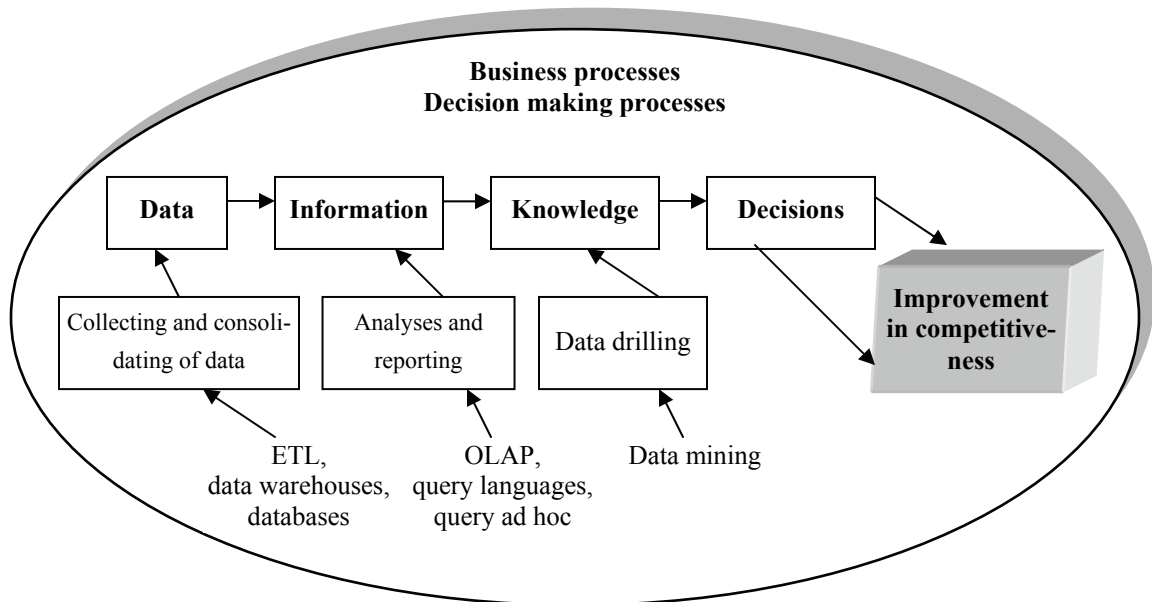 Business processes
Decision making processes
Data
Information
Knowledge
Decisions
Improvement
in competitive-
ness
Collecting and consoli-
dating of data
Analyses and
reporting
Data drilling
ETL,
data warehouses,
databases
OLAP,
query languages,
query ad hoc
Data mining